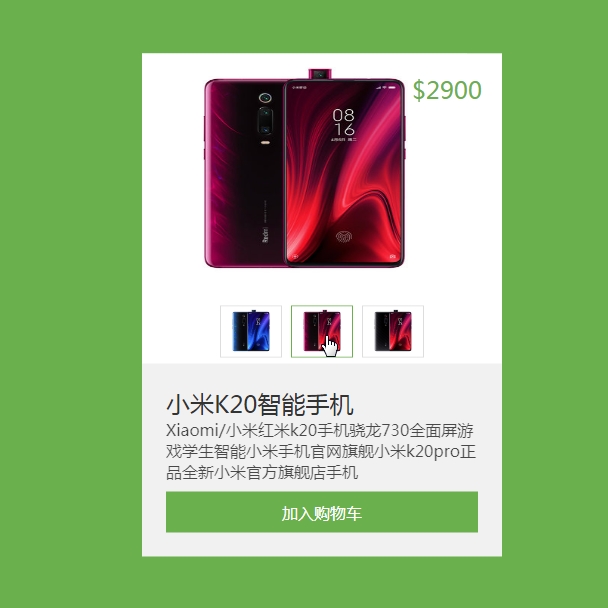 $2900
08
16
Redmi
小米K20智能手机
Xiaomi/小米红米k20手机骁龙730全面屏游
戏学生智能小米手机官网旗舰小米k20pro正
品全新小米官方旗舰店手机
加入购物车